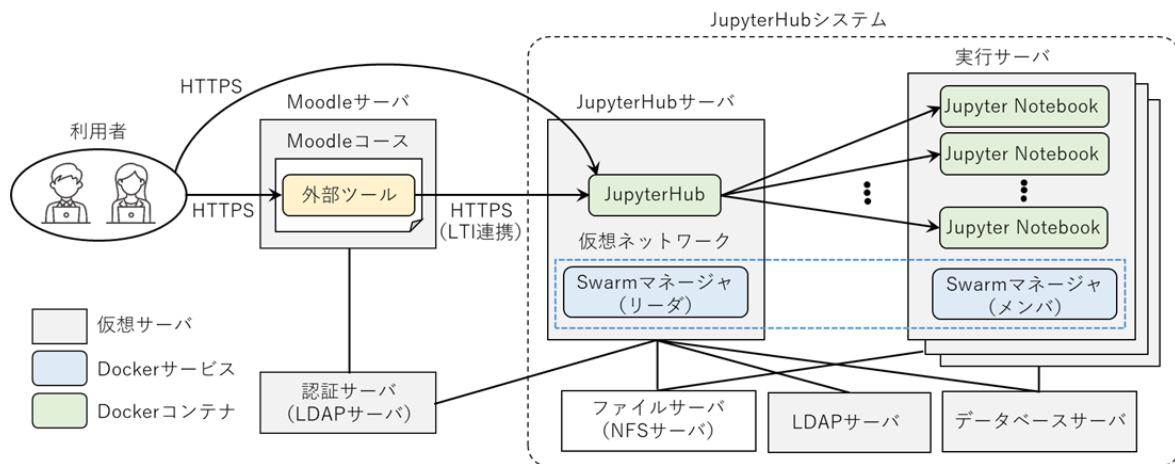 JupyterHubシステム
実行サーバ
HTTPS
Moodleサーバ
JupyterHubサーバ
利用者
Moodleコース
外部ツール
HTTPS
HTTPS
(LTI連携)
JupyterHub
Jupyter Notebook
Jupyter Notebook
Jupyter Notebook
仮想ネットワーク
Swarmマネージャ
(リーダ)
Swarmマネージャ
(メンバ)
仮想サーバ
Dockerサービス
Dockerコンテナ
認証サーバ
(LDAPサーバ)
ファイルサーバ
(NFSサーバ)
LDAPサーバ
データベースサーバ